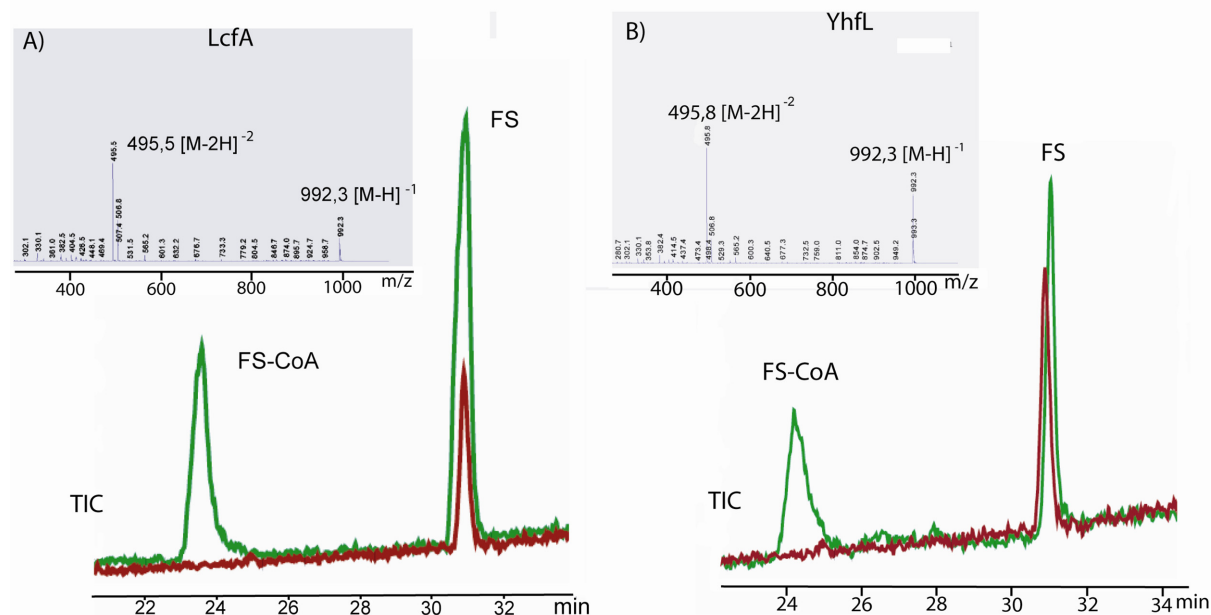 A)
LcfA
495,5 [M-2H] -2
495.5
992,3 [M-H] -1
302.1 330.1 361.0 382.5 404.5 426.5 448.1 469.4 507.4 506.8 531.5 565.2 601.3 632.2 676.7 733.3 779.2 804.5 846.7 874.0 895.7 924.7 958.7 992.3
400 600 800 1000 m/z
FS
FS-CoA
TIC
22 24 26 28 30 32 min
B)
YhfL
495,8 [M-2H] -2
495.8
992,3 [M-H] -1
992.3
280.7 302.1 330.1 353.8 382.4 414.5 437.4 473.4 498.4 506.8 529.3 565.2 600.3 640.5 677.3 732.5 759.0 811.0 854.0 874.7 902.5 949.2 993.3
400 600 800 1000 m/z
FS
FS-CoA
TIC
24 26 28 30 32 34 min